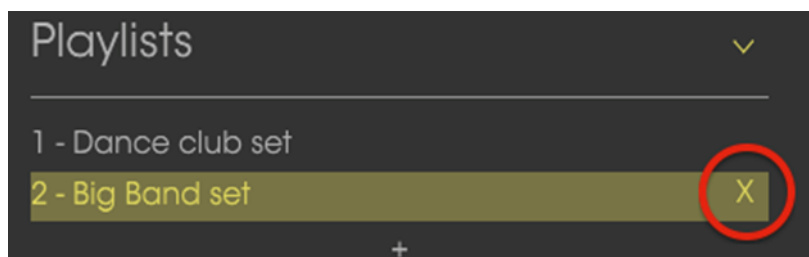 Playlists
1 - Dance club set
2 - Big Band set X
+